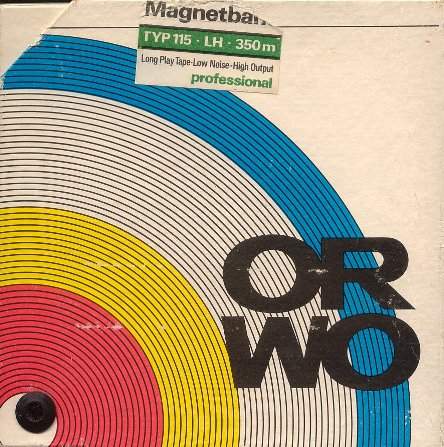 Magnetban
TYP 115 · LH · 350 m
Long Play Tape-Low Noise-High Output
professional
OR
WO